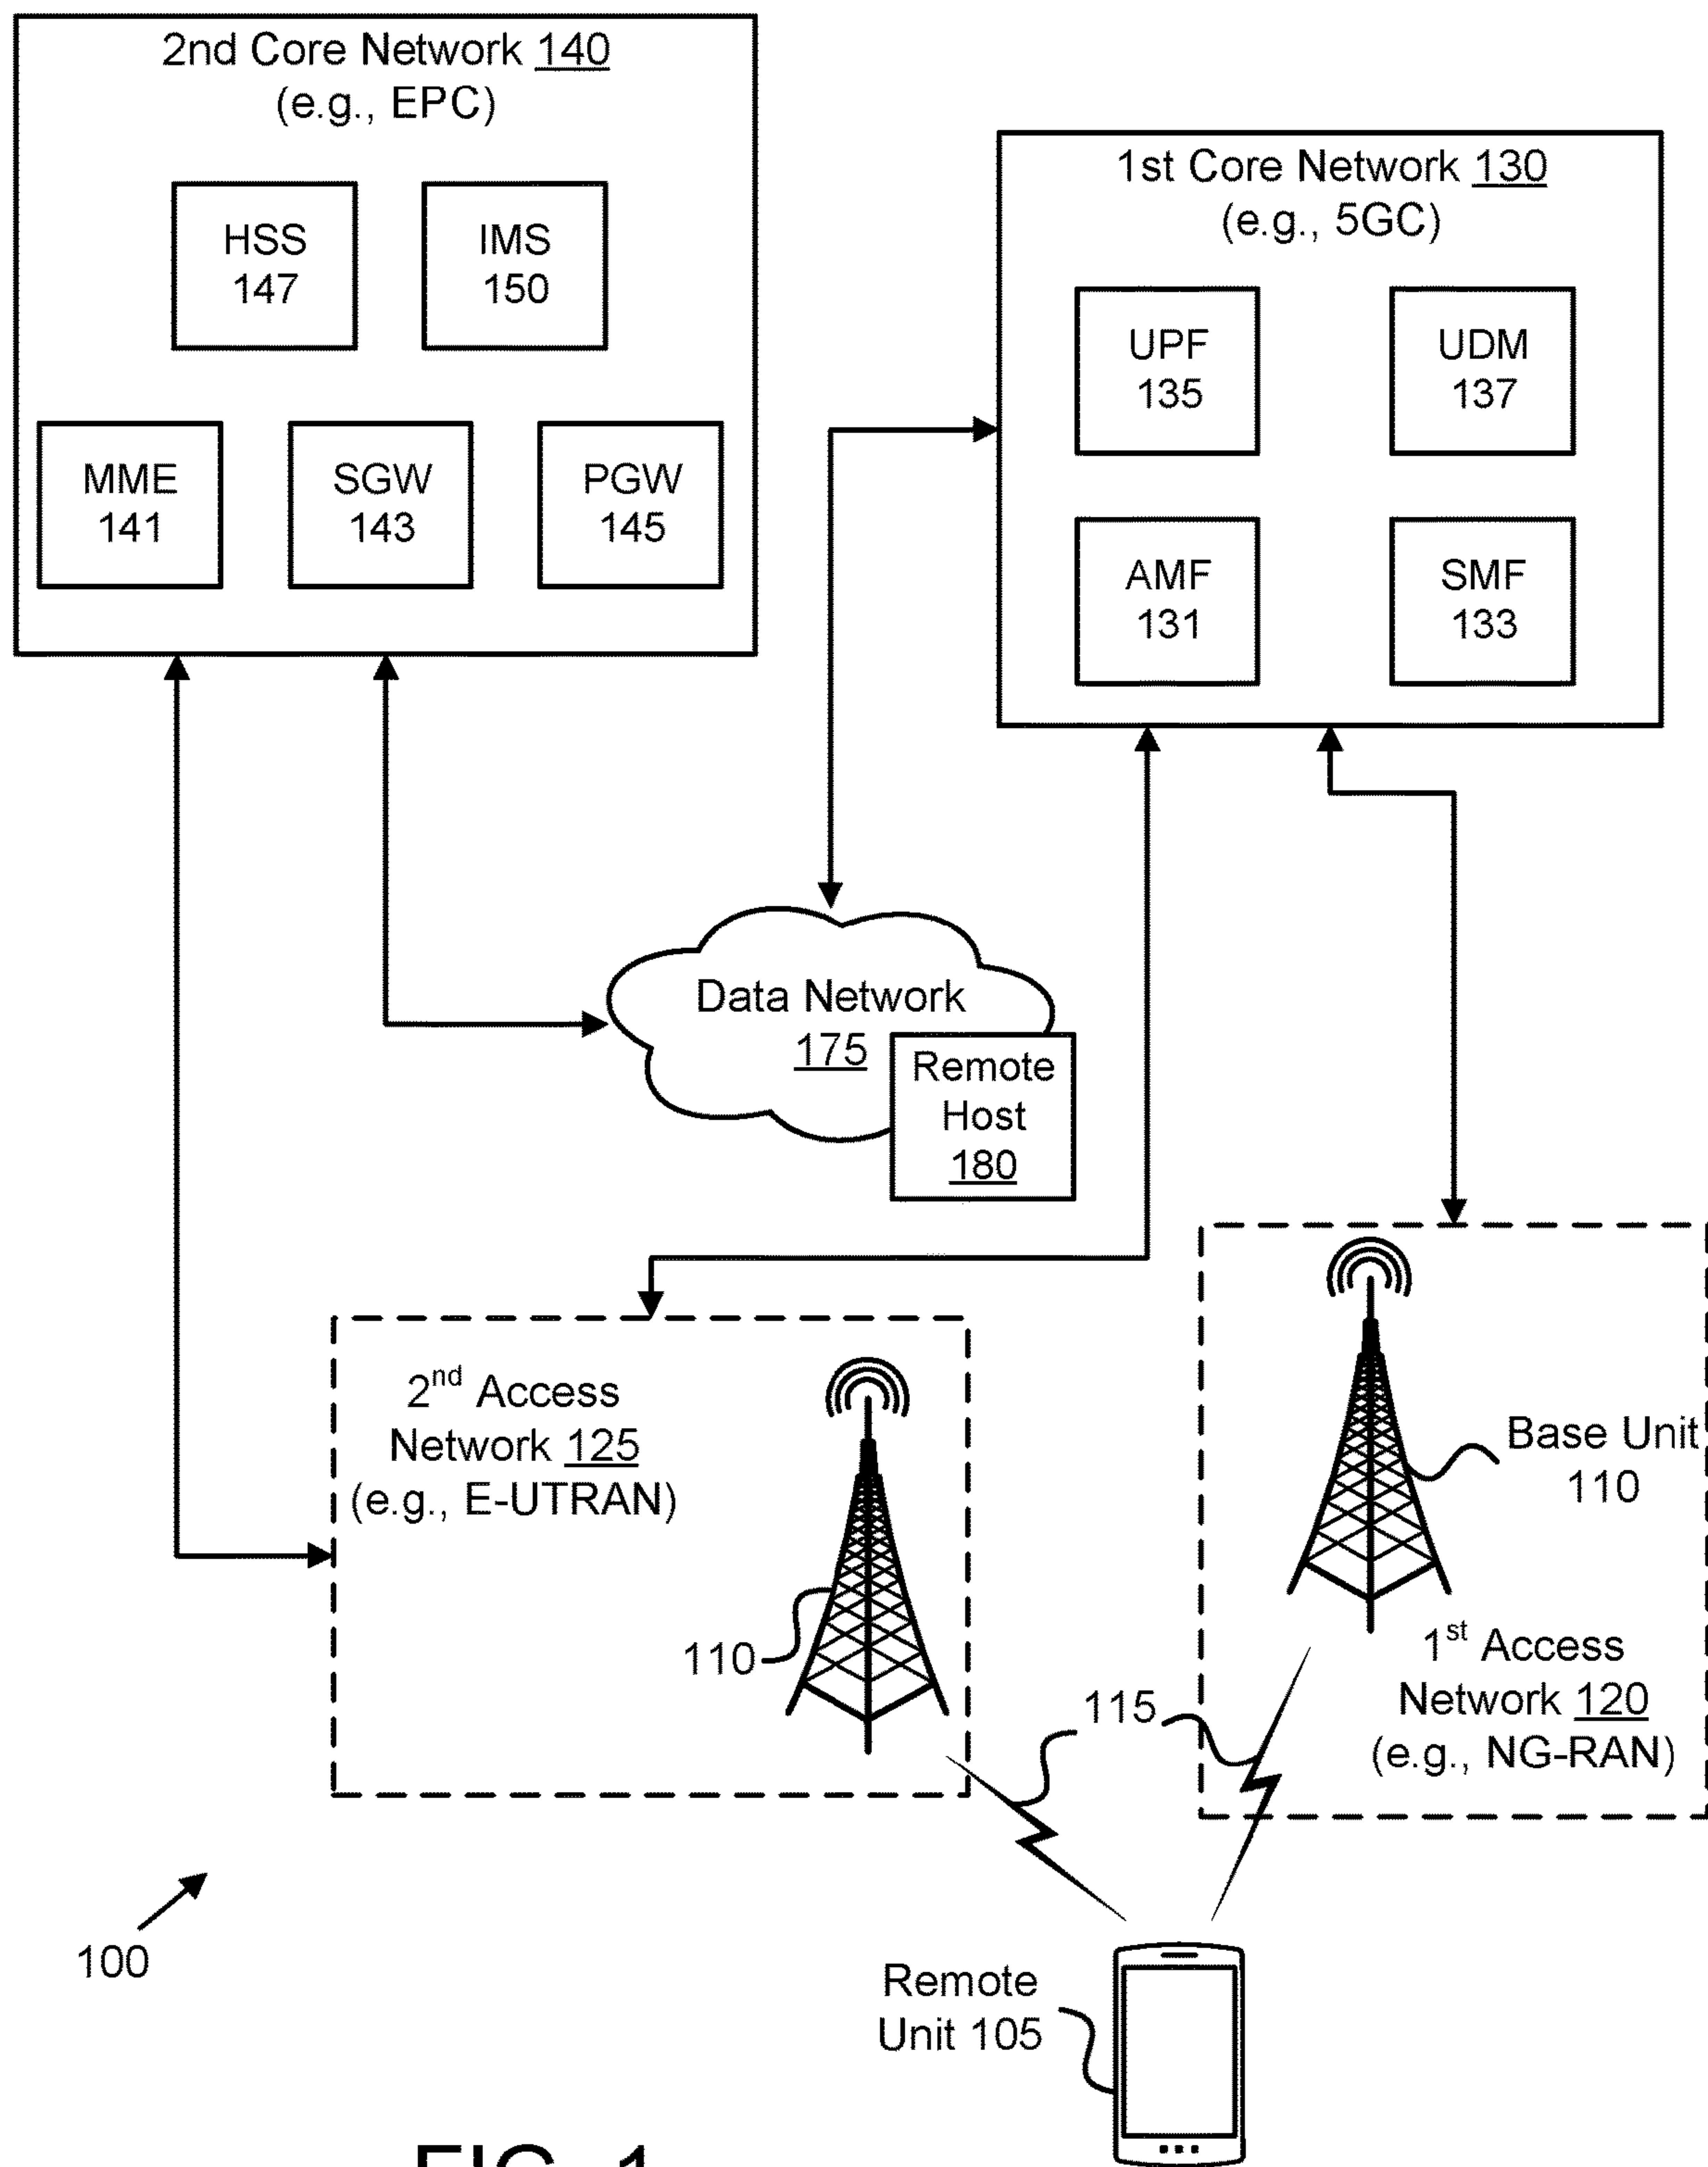 2nd Core Network 140
(e.g., EPC)
HSS
147
IMS
150
MME
141
SGW
143
PGW
145
1st Core Network 130
(e.g., 5GC)
UPF
135
UDM
137
AMF
131
SMF
133
Data Network
175
Remote
Host
180
2nd Access
Network 125
(e.g., E-UTRAN)
110
Base Unit
110
1st Access
Network 120
(e.g., NG-RAN)
115
100
Remote
Unit 105
FIG. 1